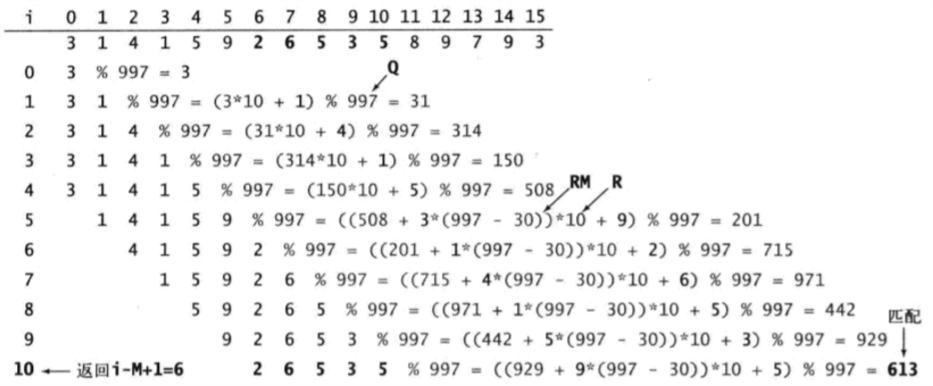 i 0 1 2 3 4 5 6 7 8 9 10 11 12 13 14 15
3 1 4 1 5 9 2 6 5 3 5 8 9 7 9 3
0 3 % 997 = 3
Q
1 3 1 % 997 = (3*10 + 1) % 997 = 31
2 3 1 4 % 997 = (31*10 + 4) % 997 = 314
3 3 1 4 1 % 997 = (314*10 + 1) % 997 = 150
4 3 1 4 1 5 % 997 = (150*10 + 5) % 997 = 508
RM R
5 1 4 1 5 9 % 997 = ((508 + 3*(997 - 30))*10 + 9) % 997 = 201
6 4 1 5 9 2 % 997 = ((201 + 1*(997 - 30))*10 + 2) % 997 = 715
7 1 5 9 2 6 % 997 = ((715 + 4*(997 - 30))*10 + 6) % 997 = 971
8 5 9 2 6 5 % 997 = ((971 + 1*(997 - 30))*10 + 5) % 997 = 442
匹配
9 9 2 6 5 3 % 997 = ((442 + 5*(997 - 30))*10 + 3) % 997 = 929
10 返回i-M+1=6 2 6 5 3 5 % 997 = ((929 + 9*(997 - 30))*10 + 5) % 997 = 613